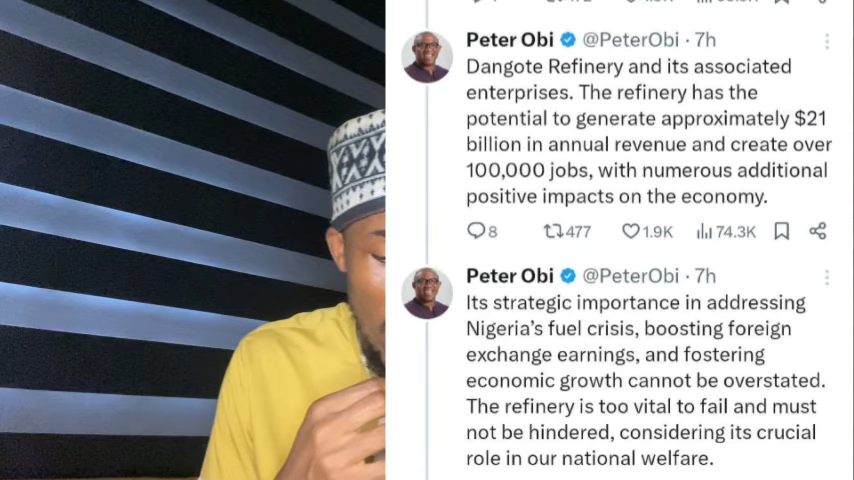 Peter Obi @PeterObi · 7h
Dangote Refinery and its associated
enterprises. The refinery has the
potential to generate approximately $21
billion in annual revenue and create over
100,000 jobs, with numerous additional
positive impacts on the economy.
8 477 1.9K 74.3K
Peter Obi @PeterObi · 7h
Its strategic importance in addressing
Nigeria's fuel crisis, boosting foreign
exchange earnings, and fostering
economic growth cannot be overstated.
The refinery is too vital to fail and must
not be hindered, considering its crucial
role in our national welfare.